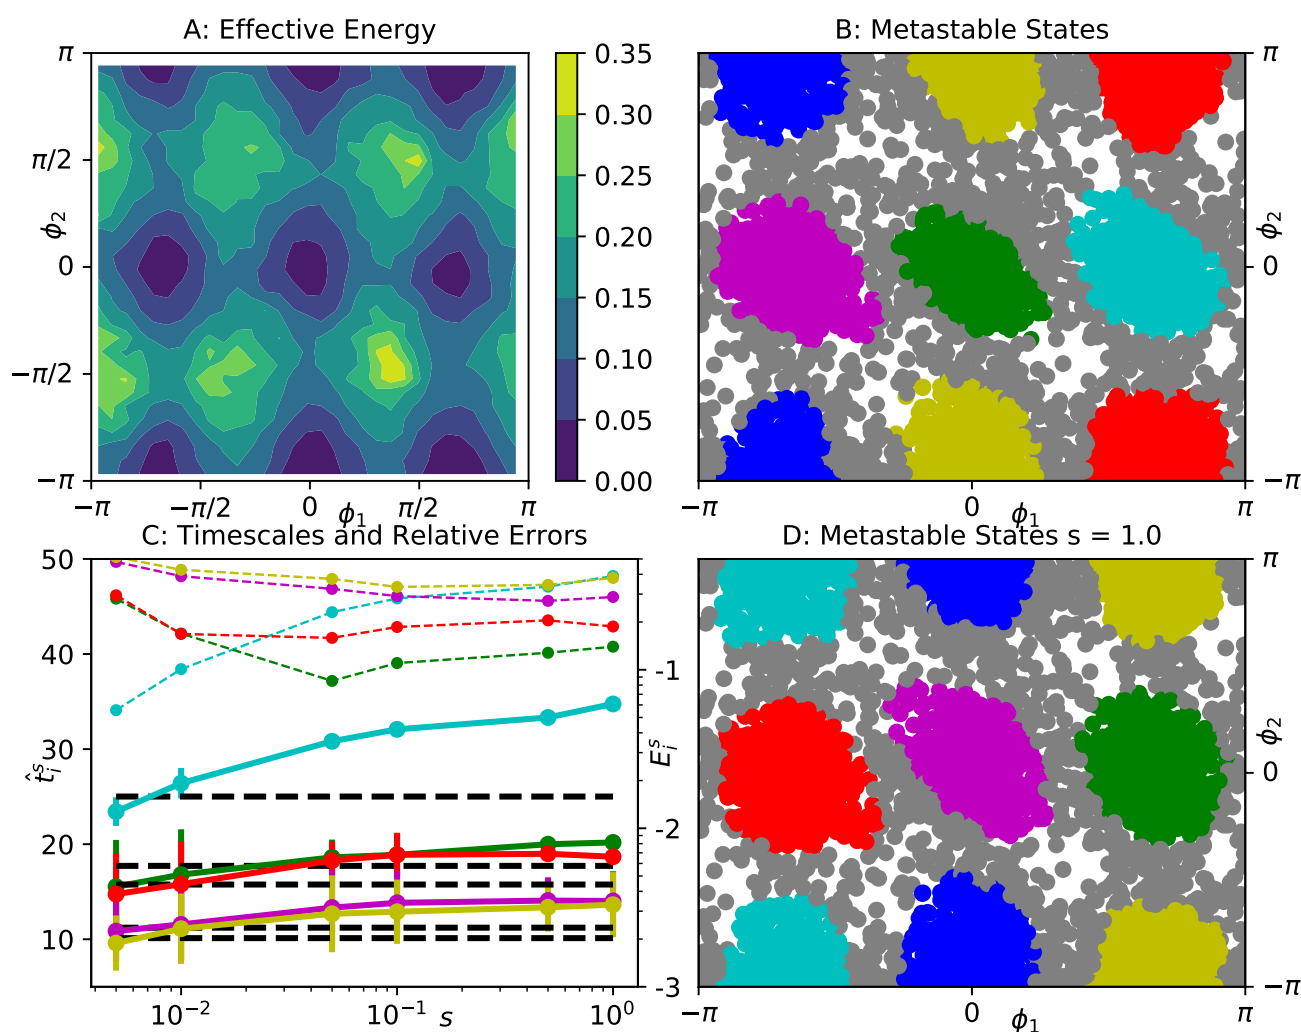 A: Effective Energy
π
π/2
0
−π/2
−π
ϕ₂
−π
−π/2
0
π/2
π
ϕ₁
0.35
0.30
0.25
0.20
0.15
0.10
0.05
0.00
B: Metastable States
π
0
−π
ϕ₂
−π
0
π
ϕ₁
C: Timescales and Relative Errors
50
40
30
20
10
t̂ᵢˢ
10⁻²
10⁻¹
10⁰
s
-1
-2
-3
Eᵢˢ
D: Metastable States s = 1.0
π
0
−π
ϕ₂
−π
0
π
ϕ₁